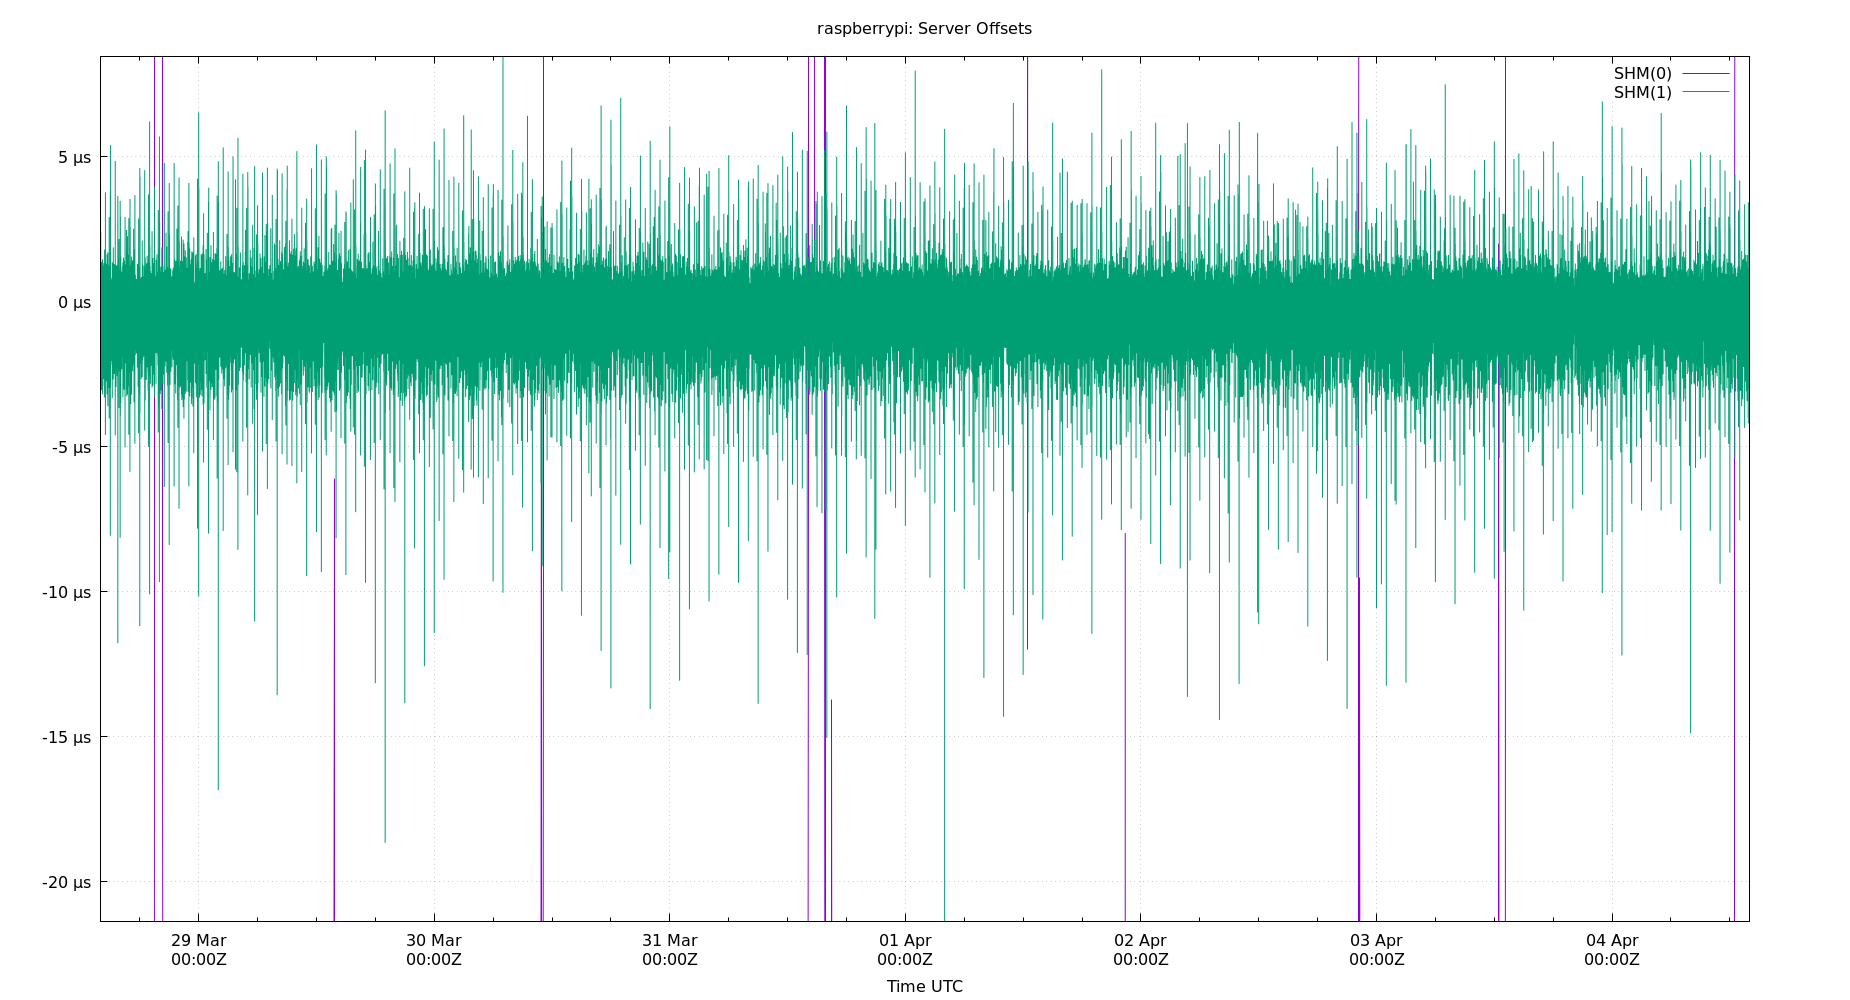 raspberrypi: Server Offsets
SHM(0)
SHM(1)
5 µs
0 µs
-5 µs
-10 µs
-15 µs
-20 µs
29 Mar
00:00Z
30 Mar
00:00Z
31 Mar
00:00Z
01 Apr
00:00Z
02 Apr
00:00Z
03 Apr
00:00Z
04 Apr
00:00Z
Time UTC